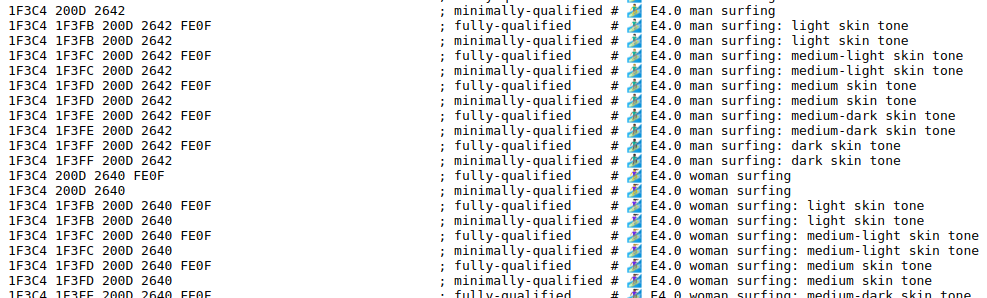 1F3C4 200D 2642 ; minimally-qualified # 🏄‍♂ E4.0 man surfing
1F3C4 1F3FB 200D 2642 FE0F ; fully-qualified # 🏄🏻‍♂️ E4.0 man surfing: light skin tone
1F3C4 1F3FB 200D 2642 ; minimally-qualified # 🏄🏻‍♂ E4.0 man surfing: light skin tone
1F3C4 1F3FC 200D 2642 FE0F ; fully-qualified # 🏄🏼‍♂️ E4.0 man surfing: medium-light skin tone
1F3C4 1F3FC 200D 2642 ; minimally-qualified # 🏄🏼‍♂ E4.0 man surfing: medium-light skin tone
1F3C4 1F3FD 200D 2642 FE0F ; fully-qualified # 🏄🏽‍♂️ E4.0 man surfing: medium skin tone
1F3C4 1F3FD 200D 2642 ; minimally-qualified # 🏄🏽‍♂ E4.0 man surfing: medium skin tone
1F3C4 1F3FE 200D 2642 FE0F ; fully-qualified # 🏄🏾‍♂️ E4.0 man surfing: medium-dark skin tone
1F3C4 1F3FE 200D 2642 ; minimally-qualified # 🏄🏾‍♂ E4.0 man surfing: medium-dark skin tone
1F3C4 1F3FF 200D 2642 FE0F ; fully-qualified # 🏄🏿‍♂️ E4.0 man surfing: dark skin tone
1F3C4 1F3FF 200D 2642 ; minimally-qualified # 🏄🏿‍♂ E4.0 man surfing: dark skin tone
1F3C4 200D 2640 FE0F ; fully-qualified # 🏄‍♀️ E4.0 woman surfing
1F3C4 200D 2640 ; minimally-qualified # 🏄‍♀ E4.0 woman surfing
1F3C4 1F3FB 200D 2640 FE0F ; fully-qualified # 🏄🏻‍♀️ E4.0 woman surfing: light skin tone
1F3C4 1F3FB 200D 2640 ; minimally-qualified # 🏄🏻‍♀ E4.0 woman surfing: light skin tone
1F3C4 1F3FC 200D 2640 FE0F ; fully-qualified # 🏄🏼‍♀️ E4.0 woman surfing: medium-light skin tone
1F3C4 1F3FC 200D 2640 ; minimally-qualified # 🏄🏼‍♀ E4.0 woman surfing: medium-light skin tone
1F3C4 1F3FD 200D 2640 FE0F ; fully-qualified # 🏄🏽‍♀️ E4.0 woman surfing: medium skin tone
1F3C4 1F3FD 200D 2640 ; minimally-qualified # 🏄🏽‍♀ E4.0 woman surfing: medium skin tone
1F3C4 1F3FE 200D 2640 FE0F ; fully-qualified # 🏄🏾‍♀️ E4.0 woman surfing: medium-dark skin tone